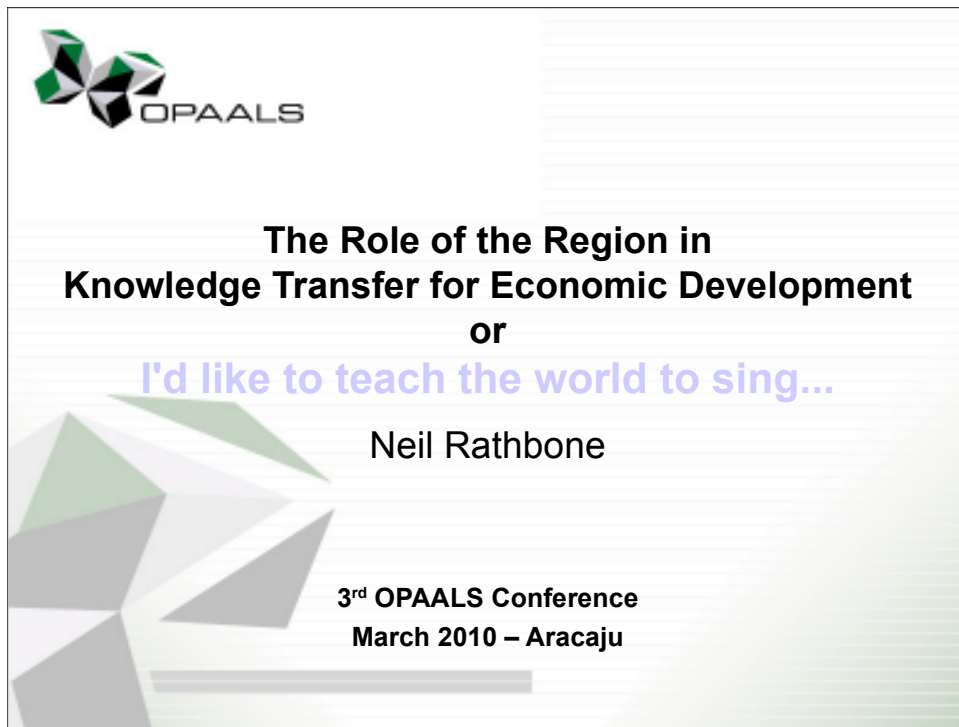 OPAALS
The Role of the Region in
Knowledge Transfer for Economic Development
or
I'd like to teach the world to sing...
Neil Rathbone
3rd OPAALS Conference
March 2010 – Aracaju